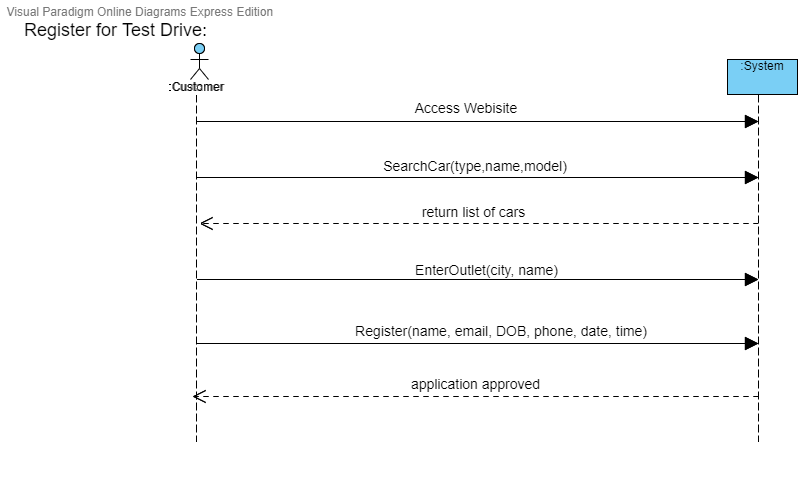 Visual Paradigm Online Diagrams Express Edition
Register for Test Drive:
:Customer
:System
Access Webisite
SearchCar(type,name,model)
return list of cars
EnterOutlet(city, name)
Register(name, email, DOB, phone, date, time)
application approved